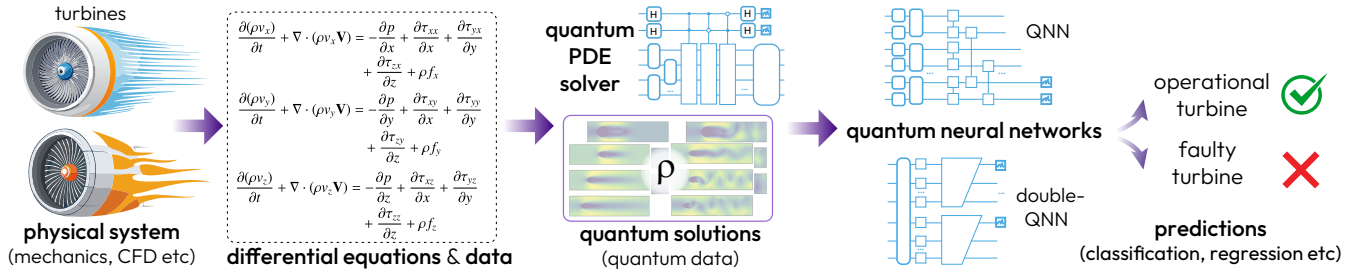 turbines
physical system
(mechanics, CFD etc)
∂(ρv_x)/∂t + ∇ · (ρv_x V) = −∂p/∂x + ∂τ_xx/∂x + ∂τ_yx/∂y
+ ∂τ_zx/∂z + ρf_x
∂(ρv_y)/∂t + ∇ · (ρv_y V) = −∂p/∂y + ∂τ_xy/∂x + ∂τ_yy/∂y
+ ∂τ_zy/∂z + ρf_y
∂(ρv_z)/∂t + ∇ · (ρv_z V) = −∂p/∂z + ∂τ_xz/∂x + ∂τ_yz/∂y
+ ∂τ_zz/∂z + ρf_z
differential equations & data
quantum
PDE
solver
H
H
H
H
...
...
ρ
quantum solutions
(quantum data)
QNN
...
...
quantum neural networks
...
...
double-
QNN
operational
turbine
faulty
turbine
predictions
(classification, regression etc)